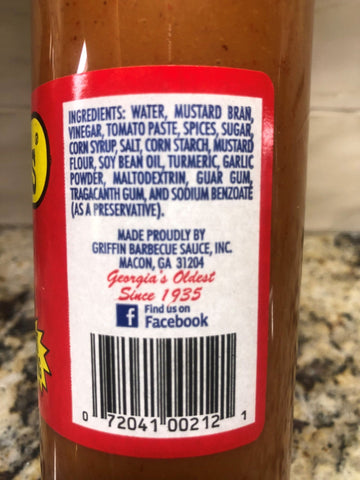 INGREDIENTS: WATER, MUSTARD BRAN,
VINEGAR, TOMATO PASTE, SPICES, SUGAR,
CORN SYRUP, SALT, CORN STARCH, MUSTARD
FLOUR, SOY BEAN OIL, TURMERIC, GARLIC
POWDER, MALTODEXTRIN, GUAR GUM,
TRAGACANTH GUM, AND SODIUM BENZOATE
(AS A PRESERVATIVE).
MADE PROUDLY BY
GRIFFIN BARBECUE SAUCE, INC.
MACON, GA 31204
Georgia's Oldest
Since 1935
f Find us on
Facebook
0 72041 00212 1